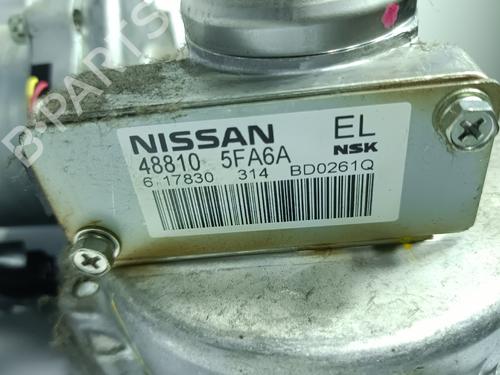 B-PARTS
NISSAN EL
48810 5FA6A NSK
6 17830 314 BD0261Q